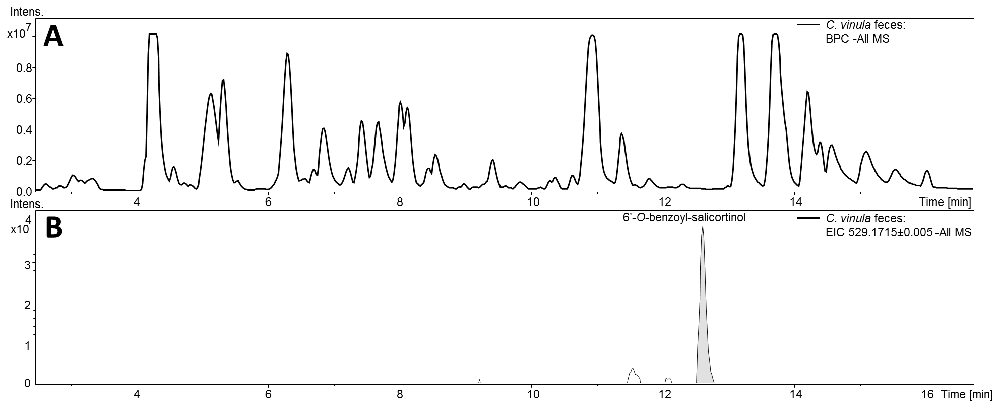 Intens.
x10^7
A
C. vinula feces:
BPC -All MS
0.8
0.6
0.4
0.2
0.0
4 6 8 10 12 14 Time [min]
Intens.
4
x10
B
6’-O-benzoyl-salicortinol
C. vinula feces:
EIC 529.1715±0.005 -All MS
3
2
1
0
4 6 8 10 12 14 16 Time [min]